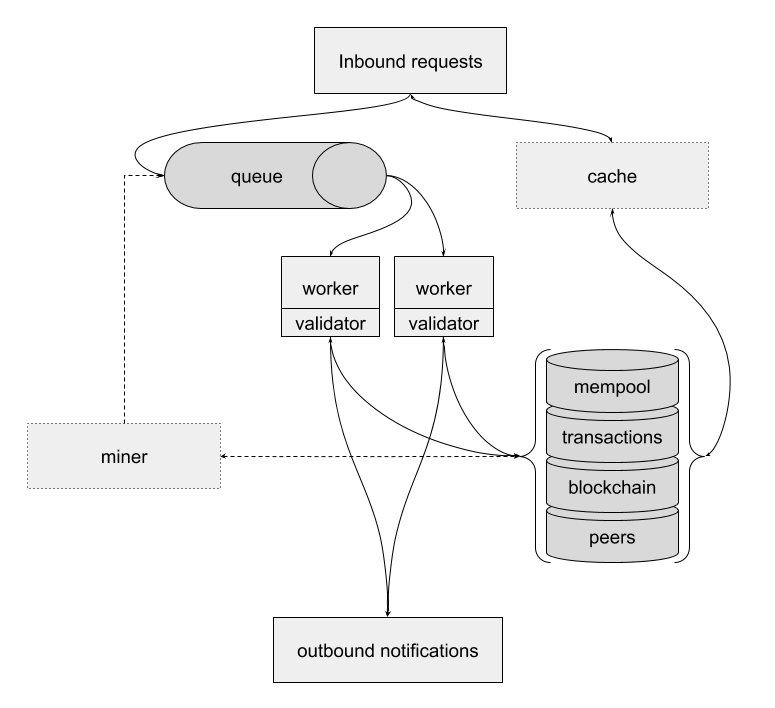 Inbound requests
queue
cache
worker
worker
validator
validator
mempool
transactions
miner
blockchain
peers
outbound notifications